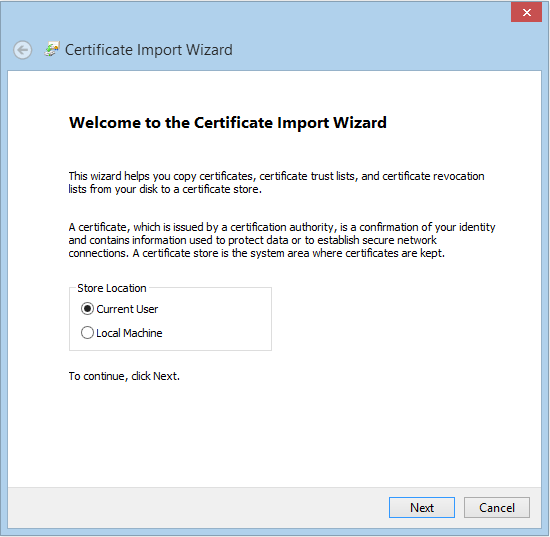 Certificate Import Wizard
Welcome to the Certificate Import Wizard
This wizard helps you copy certificates, certificate trust lists, and certificate revocation
lists from your disk to a certificate store.
A certificate, which is issued by a certification authority, is a confirmation of your identity
and contains information used to protect data or to establish secure network
connections. A certificate store is the system area where certificates are kept.
Store Location
Current User
Local Machine
To continue, click Next.
Next
Cancel